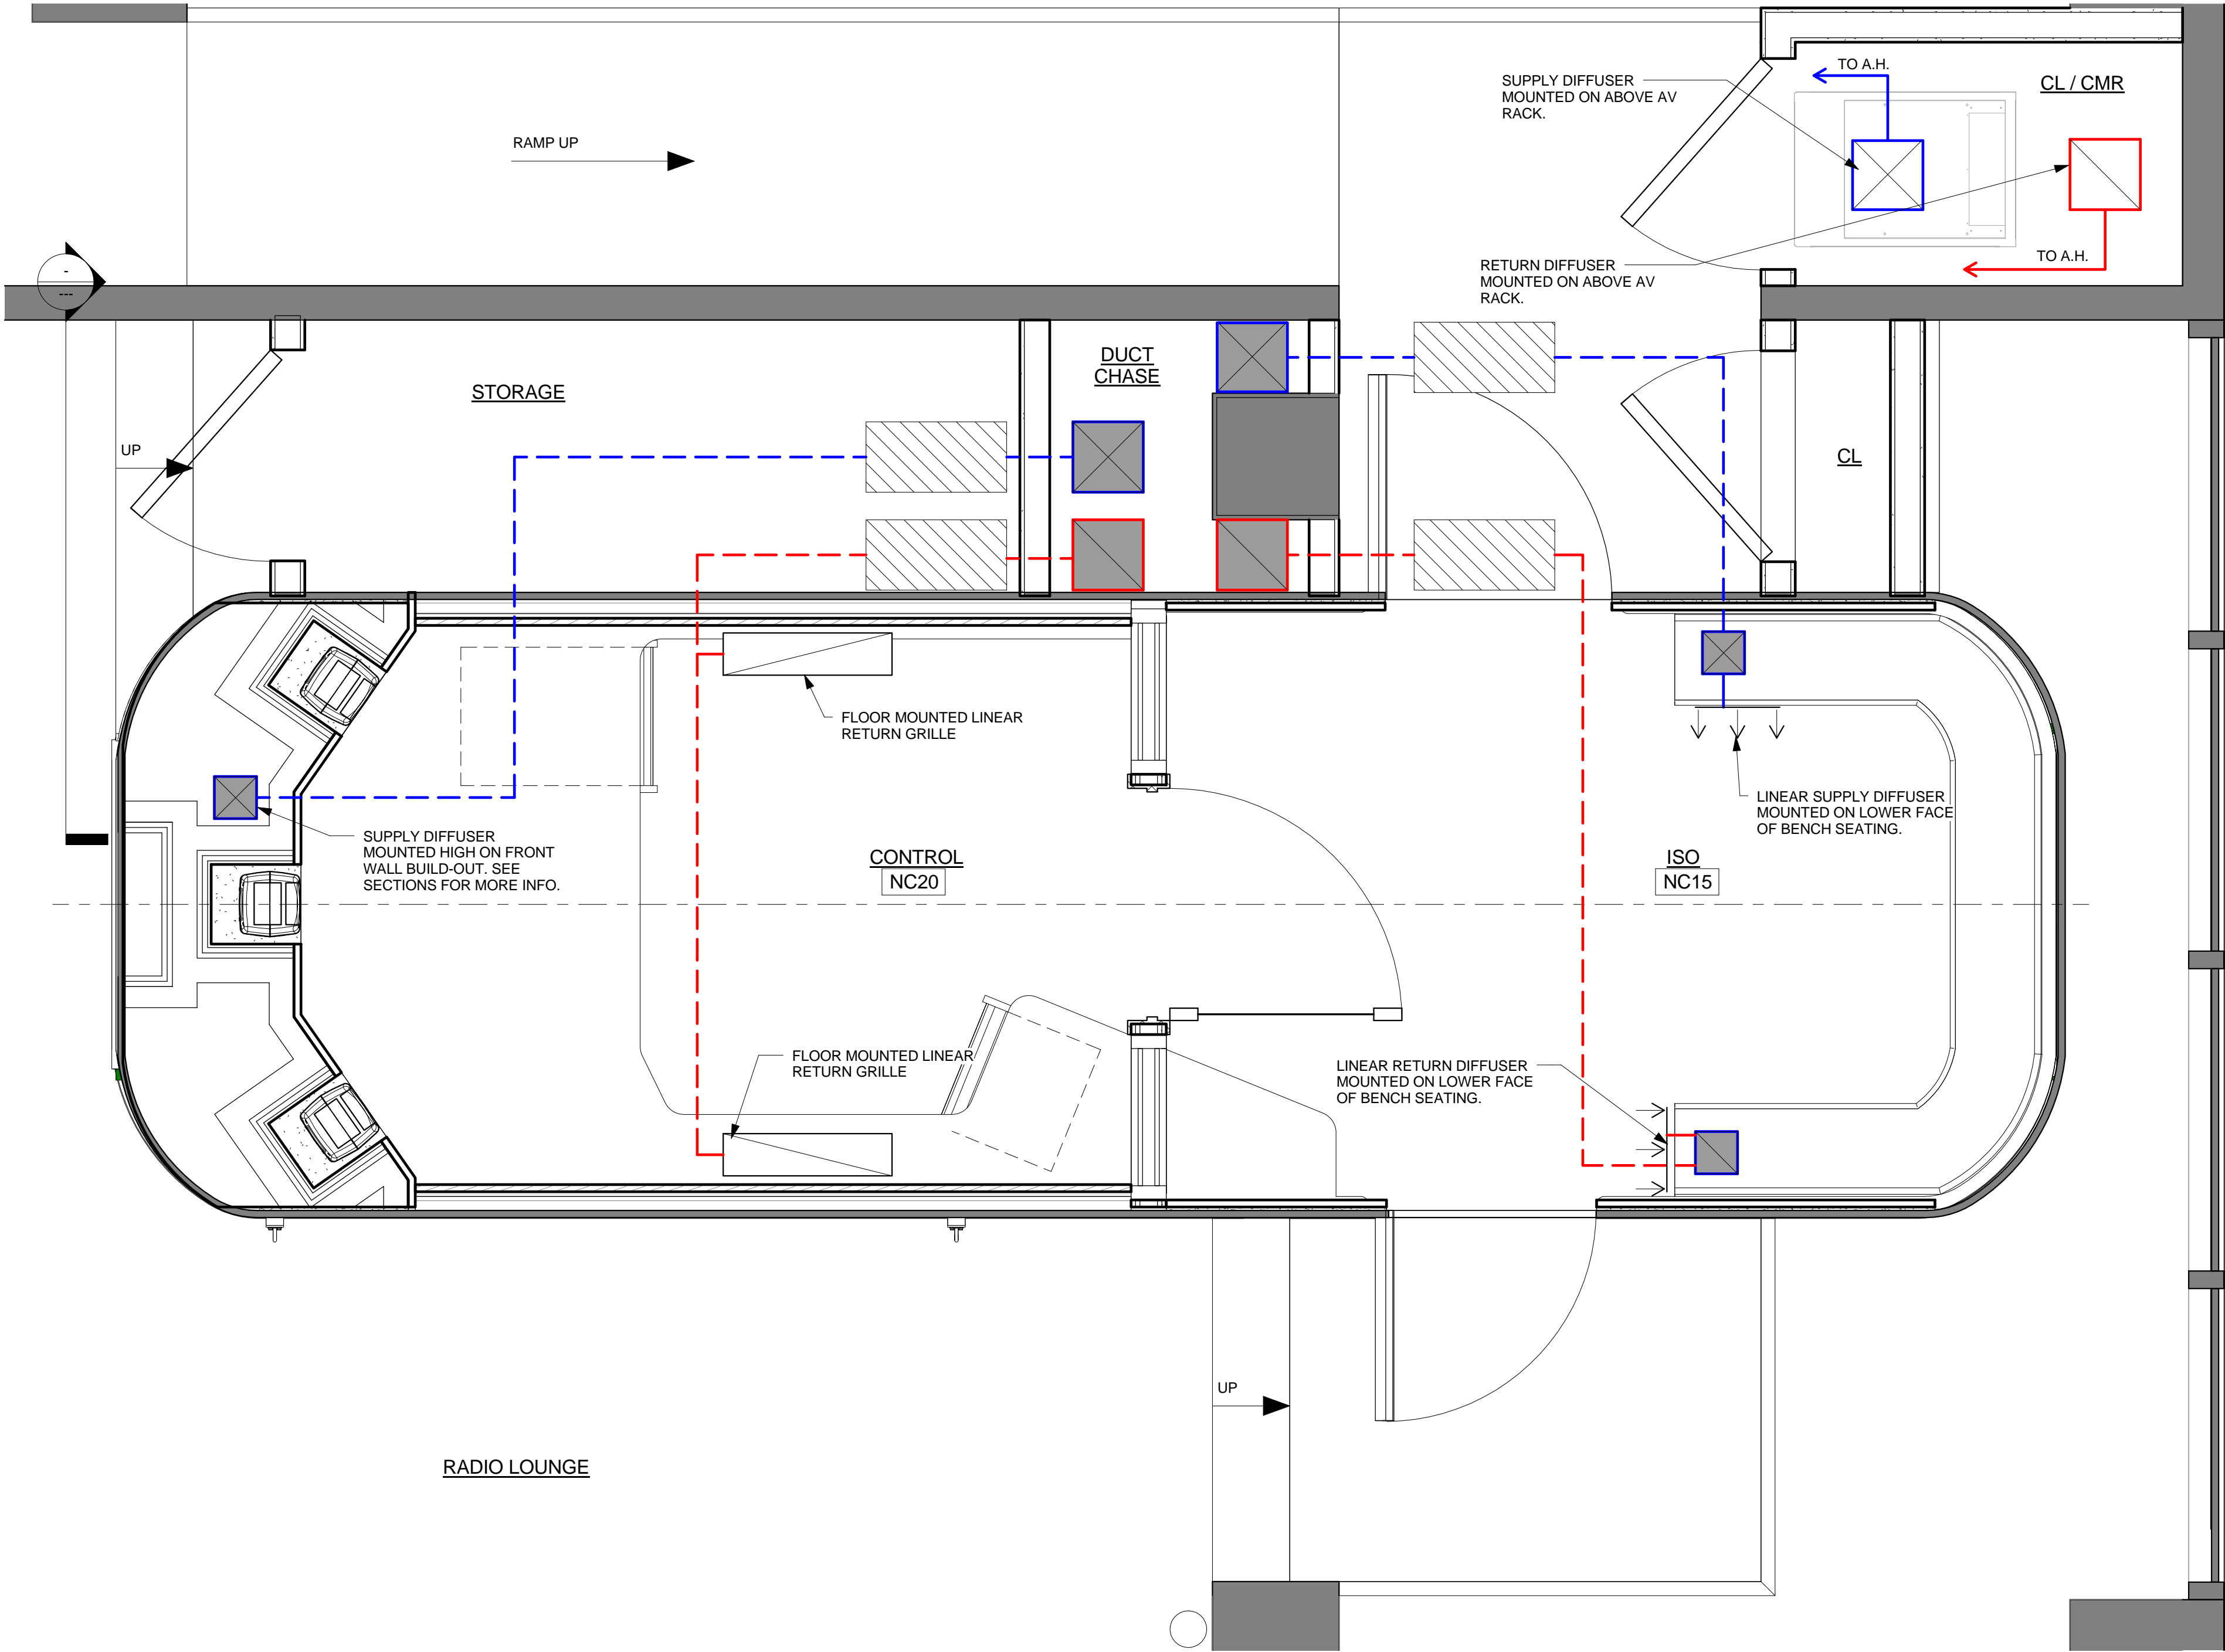 SUPPLY DIFFUSER
MOUNTED ON ABOVE AV
RACK.
TO A.H.
CL / CMR
RAMP UP
RETURN DIFFUSER
MOUNTED ON ABOVE AV
RACK.
TO A.H.
-
---
DUCT
CHASE
STORAGE
UP
CL
FLOOR MOUNTED LINEAR
RETURN GRILLE
LINEAR SUPPLY DIFFUSER
MOUNTED ON LOWER FACE
OF BENCH SEATING.
SUPPLY DIFFUSER
MOUNTED HIGH ON FRONT
WALL BUILD-OUT. SEE
SECTIONS FOR MORE INFO.
CONTROL
NC20
ISO
NC15
FLOOR MOUNTED LINEAR
RETURN GRILLE
LINEAR RETURN DIFFUSER
MOUNTED ON LOWER FACE
OF BENCH SEATING.
UP
RADIO LOUNGE